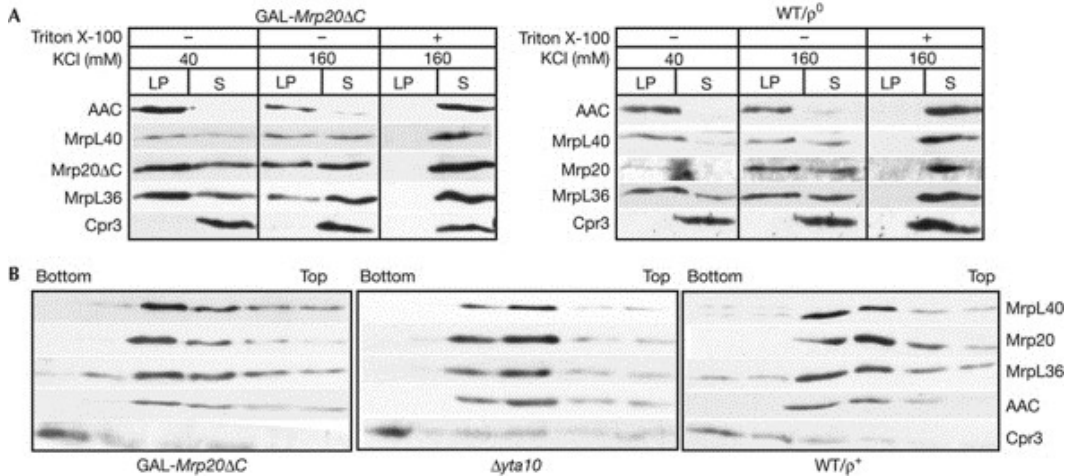 A
GAL-Mrp20ΔC
WT/ρ⁰
Triton X-100 – – +
KCl (mM) 40 160 160
LP S LP S LP S
AAC
MrpL40
Mrp20ΔC
MrpL36
Cpr3
Triton X-100 – – +
KCl (mM) 40 160 160
LP S LP S LP S
AAC
MrpL40
Mrp20
MrpL36
Cpr3
B
Bottom Top Bottom Top Bottom Top
MrpL40
Mrp20
MrpL36
AAC
Cpr3
GAL-Mrp20ΔC Δyta10 WT/ρ⁺